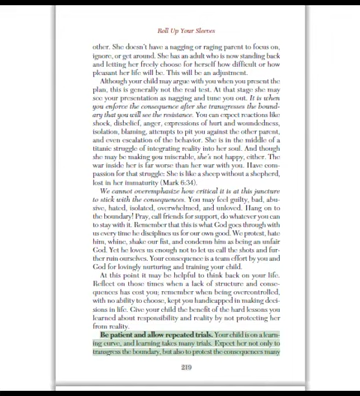 Roll Up Your Sleeves
other. She doesn't have a nagging or raging parent to focus on,
ignore, or get around. She has an adult who is now standing back
and letting her freely choose for herself how difficult or how
pleasant her life will be. This will be an adjustment.
Although your child may argue with you when you present the
plan, this is generally not the real test. At that stage she may
see your presentation as nagging and tune you out. It is when
you enforce the consequence after she transgresses the bound-
ary that you will see the resistance. You can expect reactions like
shock, disbelief, anger, expressions of hurt and woundedness,
isolation, blaming, attempts to pit you against the other parent,
and even escalation of the behavior. She is in the middle of a
titanic struggle of integrating reality into her soul. And though
she may be making you miserable, she's not happy, either. The
war inside her is far worse than her war with you. Have com-
passion for that struggle: She is like a sheep without a shepherd,
lost in her immaturity (Mark 6:34).
We cannot overemphasize how critical it is at this juncture
to stick with the consequences. You may feel guilty, bad, abu-
sive, hated, isolated, overwhelmed, and unloved. Hang on to
the boundary! Pray, call friends for support, do whatever you can
to stay with it. Remember that this is what God goes through with
us every time he disciplines us for our own good. We protest, hate
him, whine, shake our fist, and condemn him as being an unfair
God. Yet he loves us enough not to let us call the shots and fur-
ther ruin ourselves. Your consequence is a team effort by you and
God for lovingly nurturing and training your child.
At this point it may be helpful to think back on your life.
Reflect on those times when a lack of structure and conse-
quences has cost you; remember when being overcontrolled,
with no ability to choose, kept you handicapped in making deci-
sions in life. Give your child the benefit of the hard lessons you
learned about responsibility and reality by not protecting her
from reality.
Be patient and allow repeated trials. Your child is on a learn-
ing curve, and learning takes many trials. Expect her not only to
transgress the boundary, but also to protest the consequences many
219